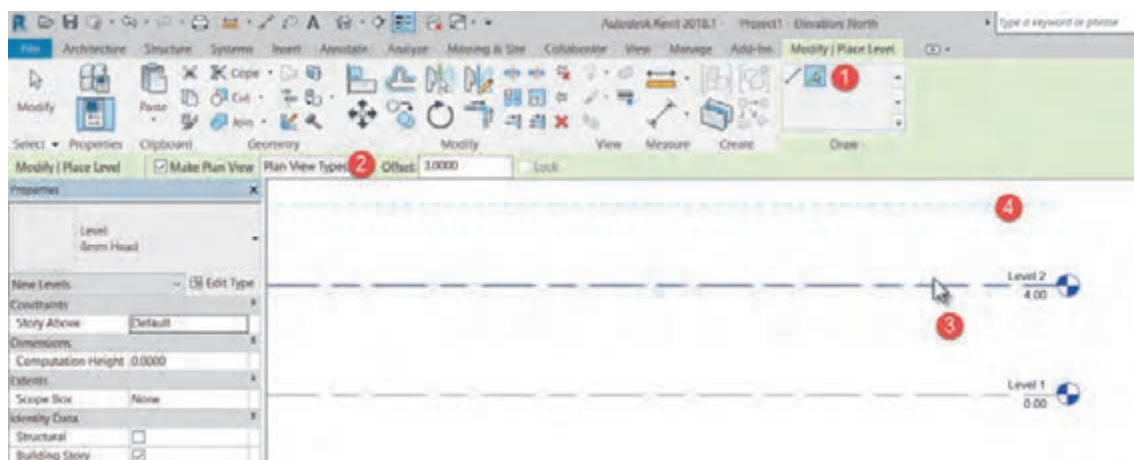 Autodesk Revit 2018.1 Project1 - Elevation: North
Type a keyword or phrase
File Architecture Structure Systems Insert Annotate Analyze Massing & Site Collaborate View Manage Add-Ins Modify | Place Level
1
Cope
Modify Paste Cut
Join
Select Properties Clipboard Geometry Modify View Measure Create Draw
Modify | Place Level Make Plan View Plan View Types 2 Offset: 3.0000 Lock
Properties
4
Level
8mm Head
New Levels Edit Type
Level 2
4.00
Constraints
Story Above Default
3
Dimensions
Computation Height 0.0000
Extents
Level 1
Scope Box None
0.00
Identity Data
Structural
Building Story